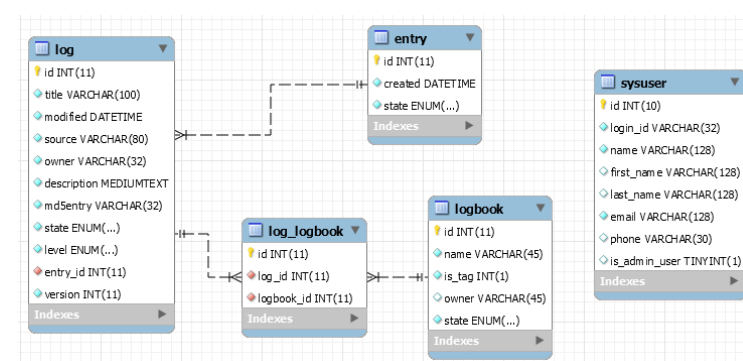 log
id INT(11)
title VARCHAR(100)
modified DATETIME
source VARCHAR(80)
owner VARCHAR(32)
description MEDIUMTEXT
md5entry VARCHAR(32)
state ENUM(...)
level ENUM(...)
entry_id INT(11)
version INT(11)
Indexes
entry
id INT(11)
created DATETIME
state ENUM(...)
Indexes
log_logbook
id INT(11)
log_id INT(11)
logbook_id INT(11)
Indexes
logbook
id INT(11)
name VARCHAR(45)
is_tag INT(1)
owner VARCHAR(45)
state ENUM(...)
Indexes
sysuser
id INT(10)
login_id VARCHAR(32)
name VARCHAR(128)
first_name VARCHAR(128)
last_name VARCHAR(128)
email VARCHAR(128)
phone VARCHAR(30)
is_admin_user TINYINT(1)
Indexes